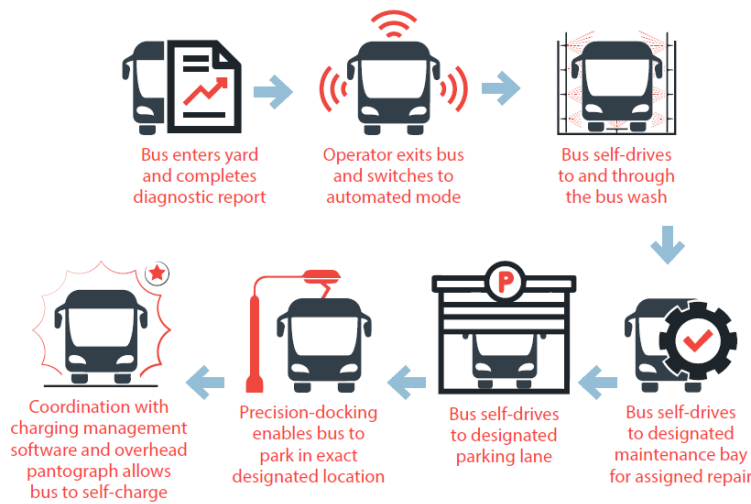 Bus enters yard
and completes
diagnostic report
Operator exits bus
and switches to
automated mode
Bus self-drives
to and through
the bus wash
P
Bus self-drives
to designated
maintenance bay
for assigned repair
Bus self-drives
to designated
parking lane
Precision-docking
enables bus to
park in exact
designated location
Coordination with
charging management
software and overhead
pantograph allows
bus to self-charge